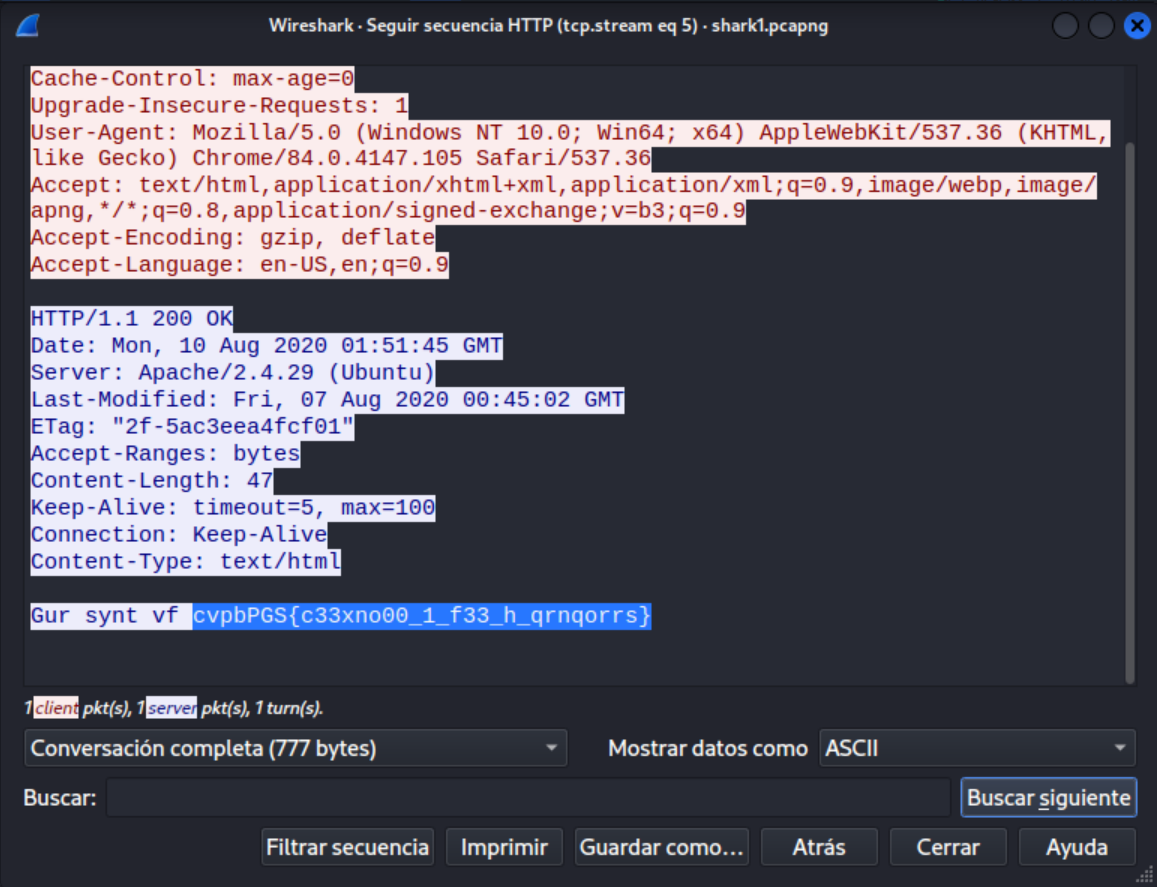 Wireshark · Seguir secuencia HTTP (tcp.stream eq 5) · shark1.pcapng
Cache-Control: max-age=0
Upgrade-Insecure-Requests: 1
User-Agent: Mozilla/5.0 (Windows NT 10.0; Win64; x64) AppleWebKit/537.36 (KHTML,
like Gecko) Chrome/84.0.4147.105 Safari/537.36
Accept: text/html,application/xhtml+xml,application/xml;q=0.9,image/webp,image/
apng,*/*;q=0.8,application/signed-exchange;v=b3;q=0.9
Accept-Encoding: gzip, deflate
Accept-Language: en-US,en;q=0.9
HTTP/1.1 200 OK
Date: Mon, 10 Aug 2020 01:51:45 GMT
Server: Apache/2.4.29 (Ubuntu)
Last-Modified: Fri, 07 Aug 2020 00:45:02 GMT
ETag: "2f-5ac3eea4fcf01"
Accept-Ranges: bytes
Content-Length: 47
Keep-Alive: timeout=5, max=100
Connection: Keep-Alive
Content-Type: text/html
Gur synt vf cvpbPGS{c33xno00_1_f33_h_qrnqorrs}
1 client pkt(s), 1 server pkt(s), 1 turn(s).
Conversación completa (777 bytes) Mostrar datos como ASCII
Buscar: Buscar siguiente
Filtrar secuencia Imprimir Guardar como... Atrás Cerrar Ayuda